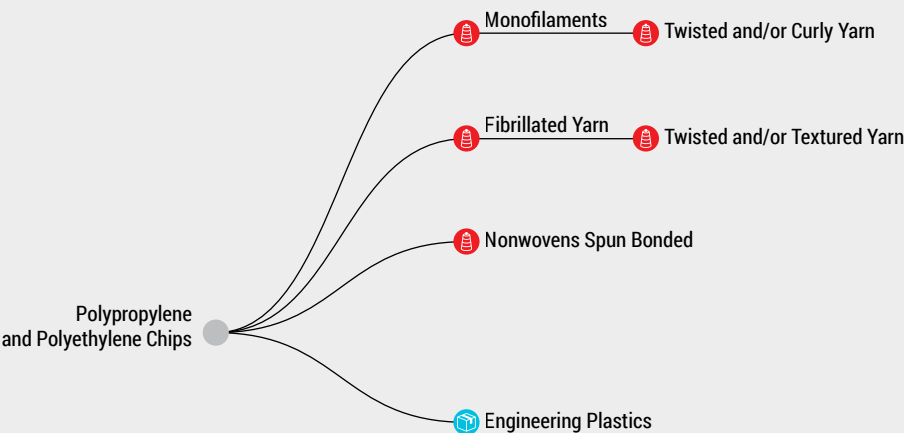 Monofilaments
Twisted and/or Curly Yarn
Fibrillated Yarn
Twisted and/or Textured Yarn
Nonwovens Spun Bonded
Polypropylene
and Polyethylene Chips
Engineering Plastics